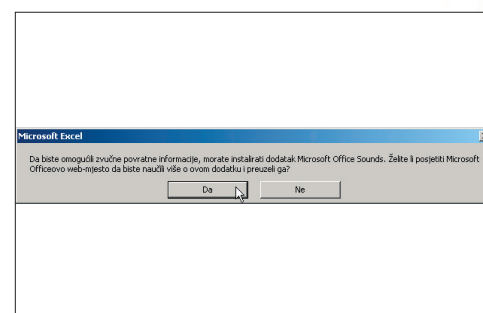 Microsoft Excel
Da biste omogućili zvučne povratne informacije, morate instalirati dodatak Microsoft Office Sounds. Želite li posjetiti Microsoft
Officeovo web-mjesto da biste naučili više o ovom dodatku i preuzeli ga?
Da
Ne